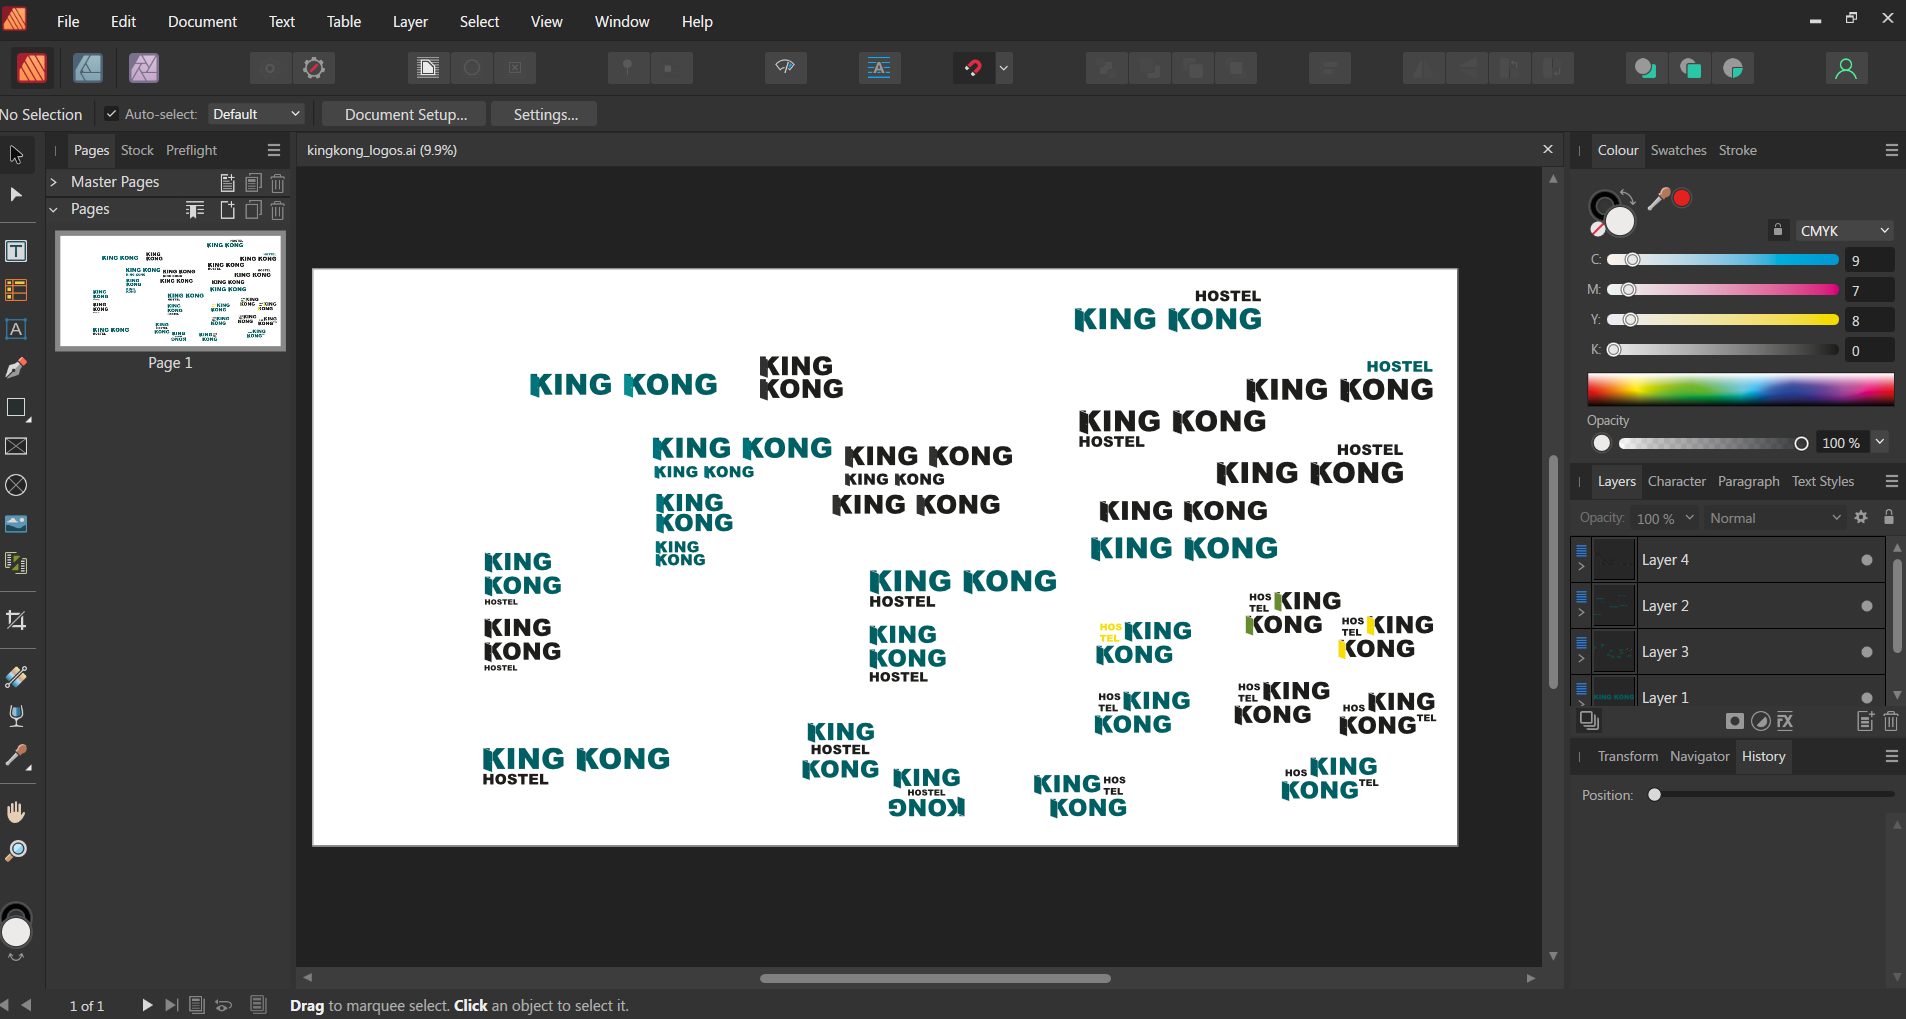 File Edit Document Text Table Layer Select View Window Help
No Selection Auto-select: Default Document Setup... Settings...
Pages Stock Preflight
Master Pages
Pages
Page 1
kingkong_logos.ai (9.9%)
HOSTEL
KING KONG
KING KONG
KING
KONG
HOSTEL
KING KONG
KING KONG
HOSTEL
KING KONG
KING KONG
KING KONG
KING KONG
KING KONG
HOSTEL
KING KONG
KING
KONG
KING
KONG
KING KONG
KING KONG
KING KONG
KING
KONG
HOSTEL
KING
KONG
HOSTEL
KING KONG
HOSTEL
KING
KONG
HOSTEL
HOS
TEL KING
KONG
HOS
TEL KING
KONG
HOS
TEL KING
KONG
HOS
TEL KING
KONG
HOS
TEL KING
KONG
HOS KING
KONG TEL
KING KONG
HOSTEL
KING
HOSTEL
KONG
KING
HOSTEL
KONG
KING HOS
TEL
KONG
HOS KING
KONG TEL
Colour Swatches Stroke
CMYK
C: 9
M: 7
Y: 8
K: 0
Opacity
100 %
Layers Character Paragraph Text Styles
Opacity: 100 % Normal
Layer 4
Layer 2
Layer 3
Layer 1
Transform Navigator History
Position:
1 of 1 Drag to marquee select. Click an object to select it.